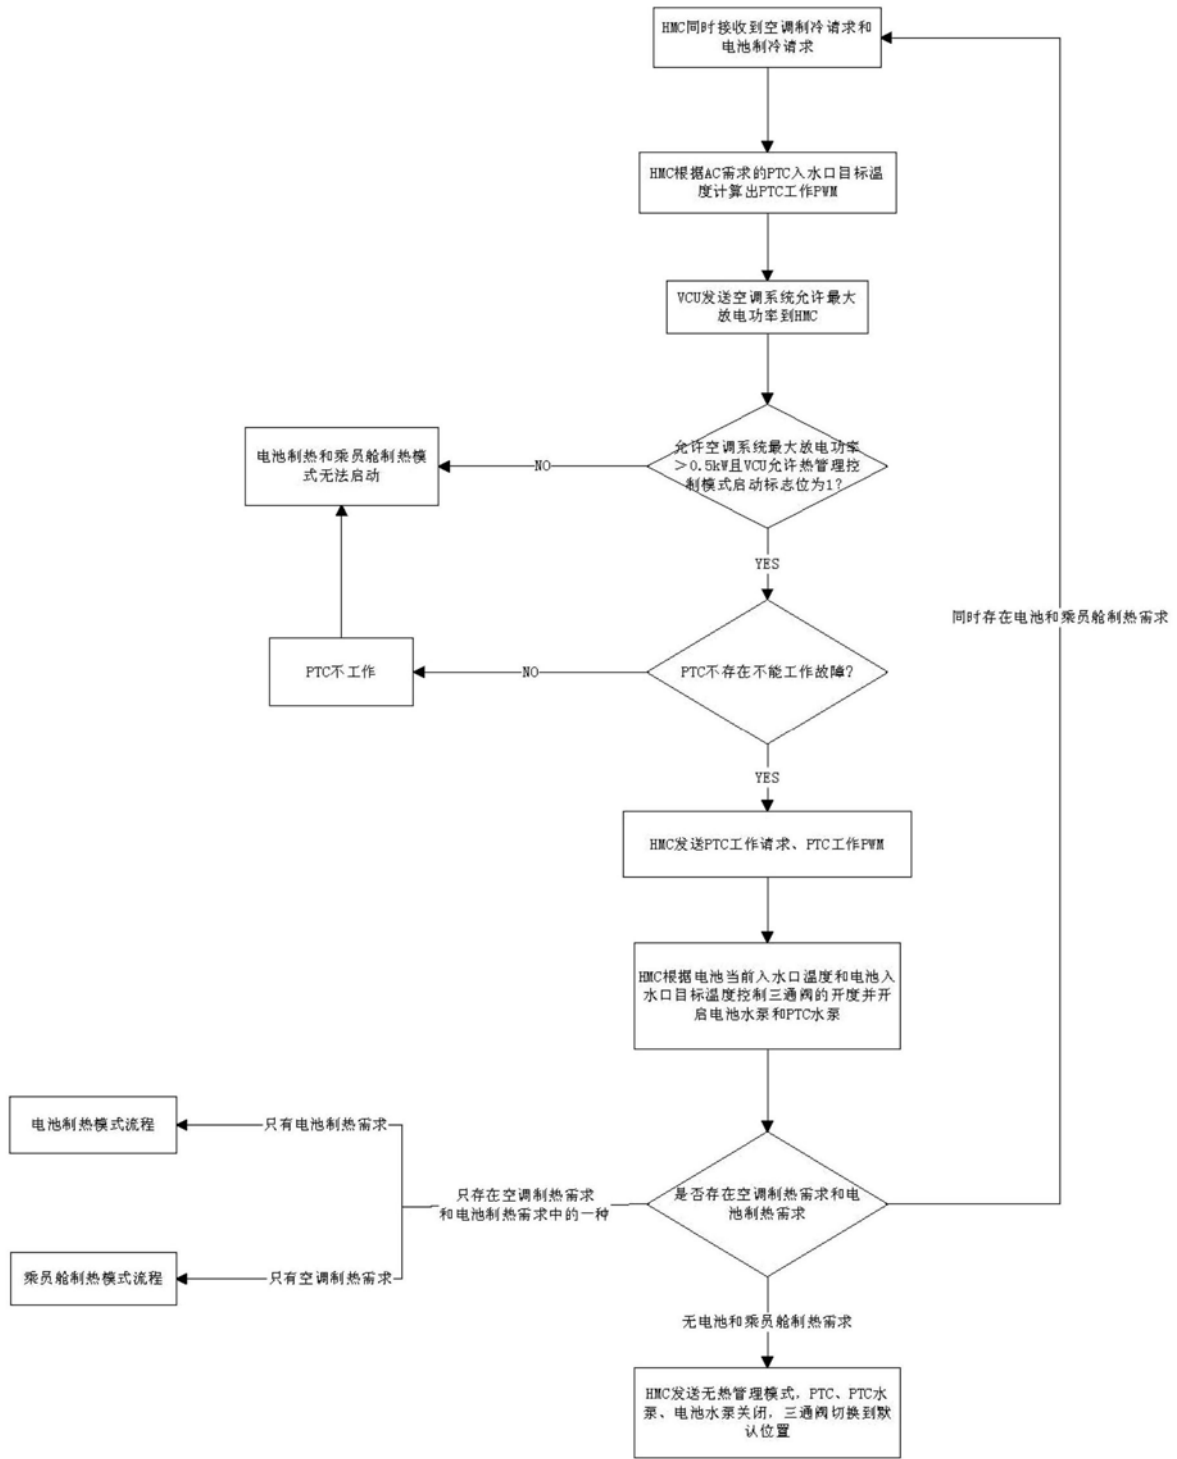 HMC同时接收到空调制冷请求和
电池制冷请求
HMC根据AC需求的PTC入水口目标温
度计算出PTC工作PWM
VCU发送空调系统允许最大
放电功率到HMC
允许空调系统最大放电功率
＞0.5kW且VCU允许热管理控
制模式启动标志位为1？
NO
电池制热和乘员舱制热模
式无法启动
YES
同时存在电池和乘员舱制热需求
PTC不存在不能工作故障？
NO
PTC不工作
YES
HMC发送PTC工作请求、PTC工作PWM
HMC根据电池当前入水口温度和电池入
水口目标温度控制三通阀的开度并开
启电池水泵和PTC水泵
电池制热模式流程
只有电池制热需求
只存在空调制热需求
和电池制热需求中的一种
是否存在空调制热需求和电
池制热需求
乘员舱制热模式流程
只有空调制热需求
无电池和乘员舱制热需求
HMC发送无热管理模式，PTC、PTC水
泵、电池水泵关闭，三通阀切换到默
认位置